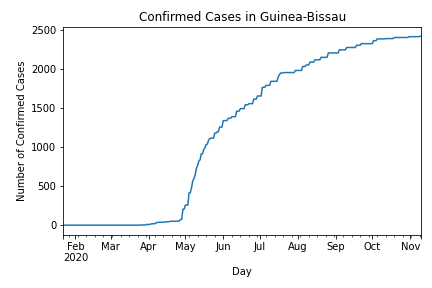 Confirmed Cases in Guinea-Bissau
2500
2000
1500
1000
500
0
Number of Confirmed Cases
Feb Mar Apr May Jun Jul Aug Sep Oct Nov
2020
Day